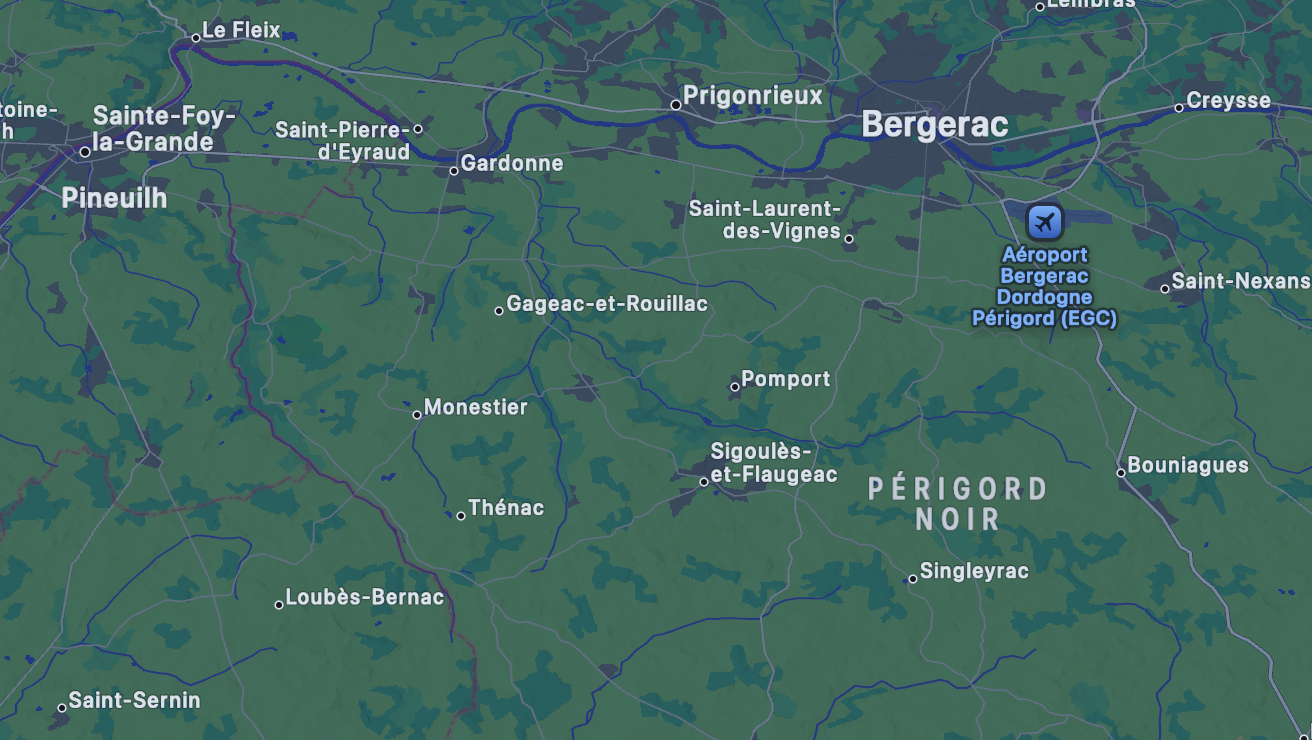 Lembras
Le Fleix
Prigonrieux
Creysse
toine-
h
Sainte-Foy-
la-Grande
Saint-Pierre-
d'Eyraud
Bergerac
Gardonne
Pineuilh
Saint-Laurent-
des-Vignes
Aéroport
Bergerac
Dordogne
Périgord (EGC)
Saint-Nexans
Gageac-et-Rouillac
Pomport
Monestier
Sigoulès-
et-Flaugeac
Bouniagues
PÉRIGORD
NOIR
Thénac
Singleyrac
Loubès-Bernac
Saint-Sernin